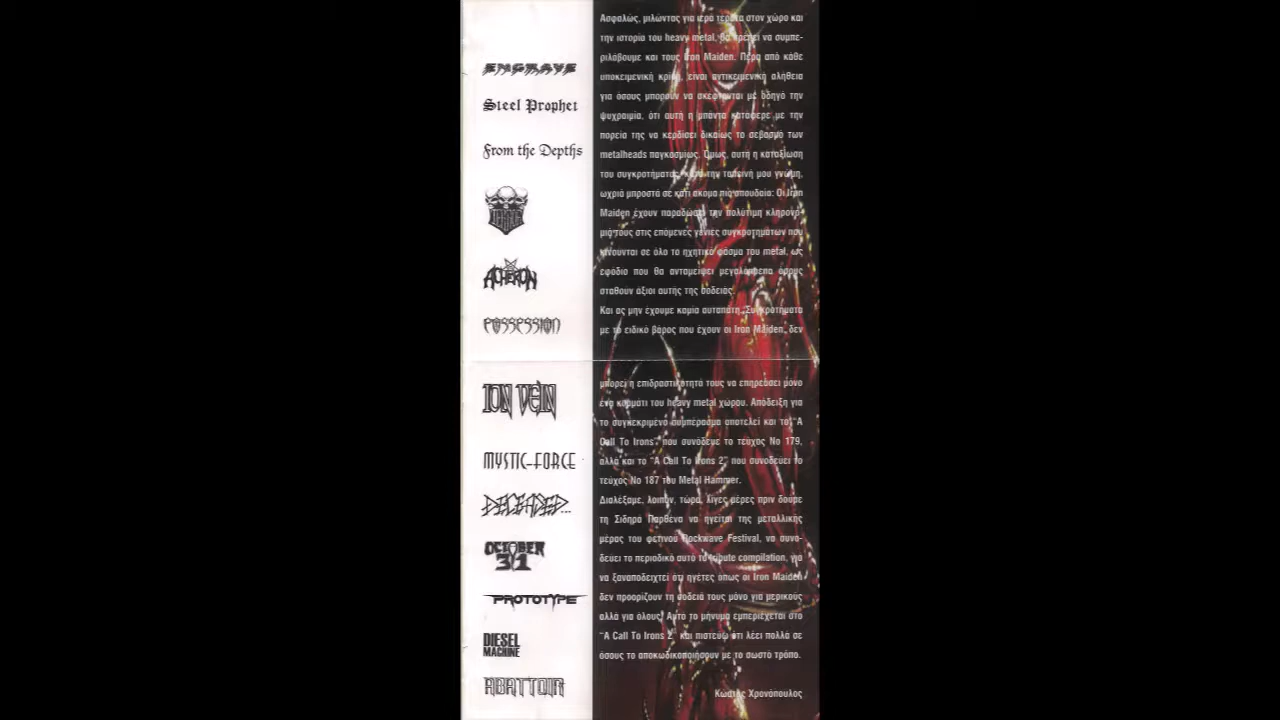 ENGRAVE
Steel Prophet
From the Depths
ACHERON
POSSESSION
ION VEIN
MYSTIC-FORCE
DECEASED...
OCTOBER
31
PROTOTYPE
DIESEL
MACHINE
ABATTOIR
Ασφαλώς, μιλώντας για ιερά τέρατα στον χώρο και
την ιστορία του heavy metal, θα πρέπει να συμπε-
ριλάβουμε και τους Iron Maiden. Πέρα από κάθε
υποκειμενική κρίση, είναι αντικειμενική αλήθεια
για όσους μπορούν να σκέφτονται με οδηγό την
ψυχραιμία, ότι αυτή η μπάντα κατάφερε με την
πορεία της να κερδίσει δικαίως το σεβασμό των
metalheads παγκοσμίως. Όμως, αυτή η καταξίωση
του συγκροτήματος, κατά την ταπεινή μου γνώμη,
ωχριά μπροστά σε κάτι ακόμα πιο σπουδαίο: Οι Iron
Maiden έχουν παραδώσει την πολύτιμη κληρονο-
μιά τους στις επόμενες γενιές συγκροτημάτων που
κινούνται σε όλο το ηχητικό φάσμα του metal, ως
εφόδιο που θα ανταμείψει μεγαλόπρεπα όσους
σταθούν άξιοι αυτής της σοδειάς.
Και ας μην έχουμε καμία αυταπάτη. Συγκροτήματα
με το ειδικό βάρος που έχουν οι Iron Maiden, δεν
μπορεί η επιδραστικότητά τους να επηρεάσει μόνο
ένα κομμάτι του heavy metal χώρου. Απόδειξη για
το συγκεκριμένο συμπέρασμα αποτελεί και το "A
Call To Irons", που συνόδευε το τεύχος Νο 179,
αλλά και το "A Call To Irons 2" που συνοδεύει το
τεύχος Νο 187 του Metal Hammer.
Διαλέξαμε, λοιπόν, τώρα, λίγες μέρες πριν δούμε
τη Σιδηρά Παρθένα να ηγείται της μεταλλικής
μέρας του φετινού Rockwave Festival, να συνο-
δεύει το περιοδικό αυτό το tribute compilation, για
να ξαναποδειχτεί ότι ηγέτες όπως οι Iron Maiden
δεν προορίζουν τη σοδειά τους μόνο για μερικούς
αλλά για όλους! Αυτό το μήνυμα εμπεριέχεται στο
"A Call To Irons 2" και πιστεύω ότι λέει πολλά σε
όσους το αποκωδικοποιήσουν με το σωστό τρόπο.
Κώστας Χρονόπουλος